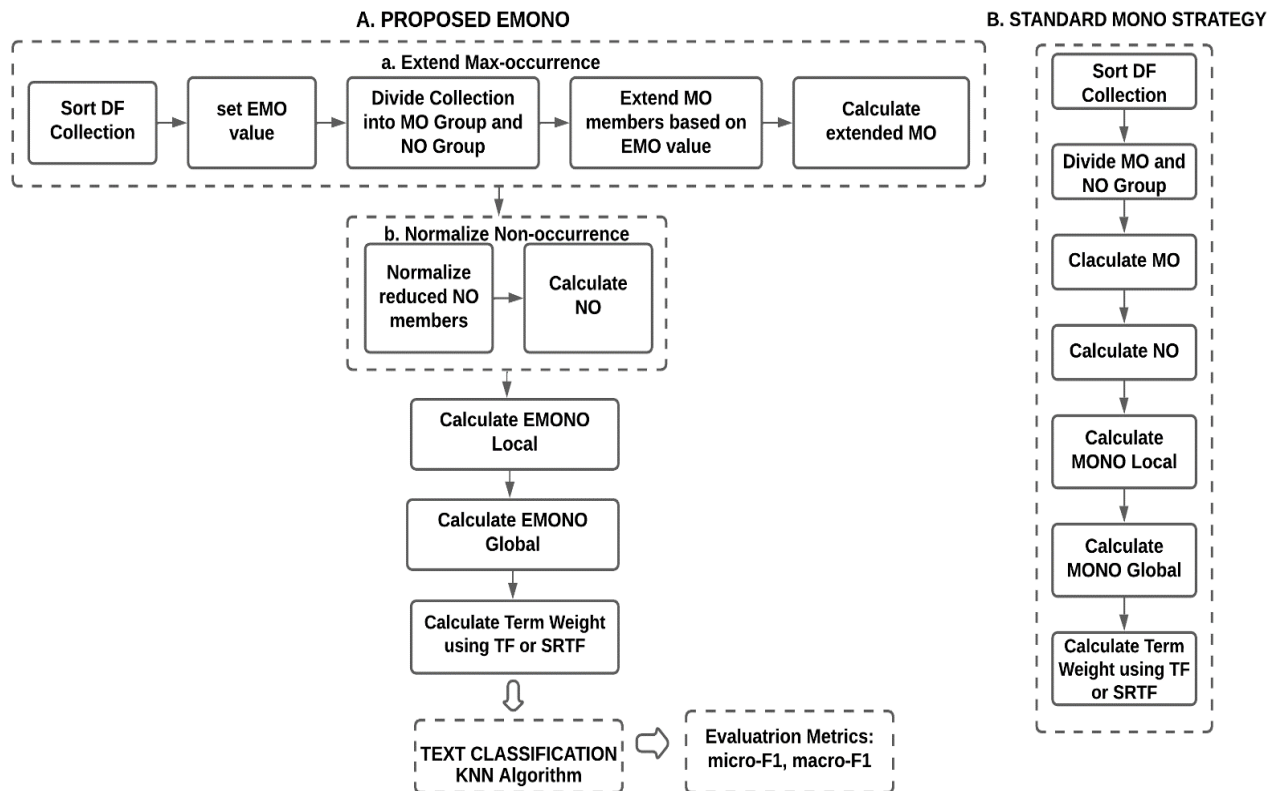 A. PROPOSED EMONO
a. Extend Max-occurrence
Sort DF
Collection
set EMO
value
Divide Collection
into MO Group and
NO Group
Extend MO
members based on
EMO value
Calculate
extended MO
b. Normalize Non-occurrence
Normalize
reduced NO
members
Calculate
NO
Calculate EMONO
Local
Calculate EMONO
Global
Calculate Term Weight
using TF or SRTF
TEXT CLASSIFICATION
KNN Algorithm
Evaluatrion Metrics:
micro-F1, macro-F1
B. STANDARD MONO STRATEGY
Sort DF
Collection
Divide MO and
NO Group
Claculate MO
Calculate NO
Calculate
MONO Local
Calculate
MONO Global
Calculate Term
Weight using TF
or SRTF